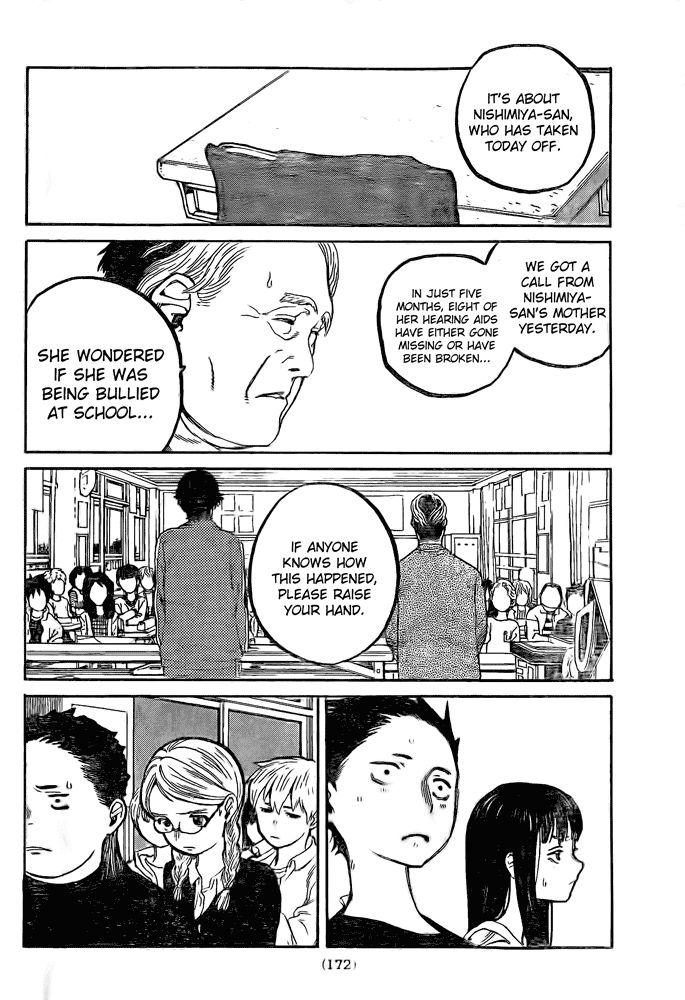 IT'S ABOUT
NISHIMIYA-SAN,
WHO HAS TAKEN
TODAY OFF.
WE GOT A
CALL FROM
NISHIMIYA-
SAN'S MOTHER
YESTERDAY.
IN JUST FIVE
MONTHS, EIGHT OF
HER HEARING AIDS
HAVE EITHER GONE
MISSING OR HAVE
BEEN BROKEN...
SHE WONDERED
IF SHE WAS
BEING BULLIED
AT SCHOOL...
IF ANYONE
KNOWS HOW
THIS HAPPENED,
PLEASE RAISE
YOUR HAND.
(172)